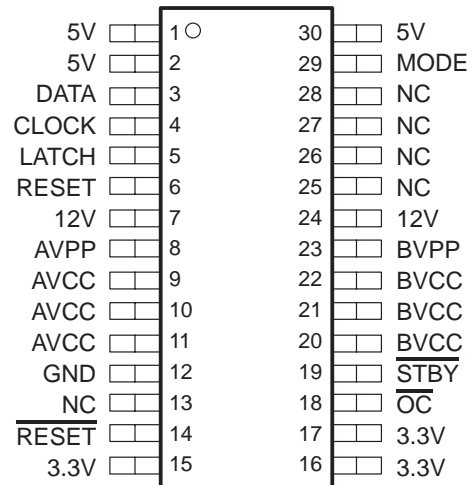 5V 1 30 5V
5V 2 29 MODE
DATA 3 28 NC
CLOCK 4 27 NC
LATCH 5 26 NC
RESET 6 25 NC
12V 7 24 12V
AVPP 8 23 BVPP
AVCC 9 22 BVCC
AVCC 10 21 BVCC
AVCC 11 20 BVCC
GND 12 19 S̅T̅B̅Y̅
NC 13 18 O̅C̅
R̅E̅S̅E̅T̅ 14 17 3.3V
3.3V 15 16 3.3V